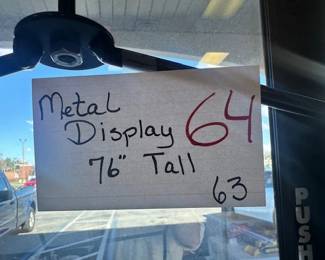 Metal
Display 64
76" Tall
63
PUSH